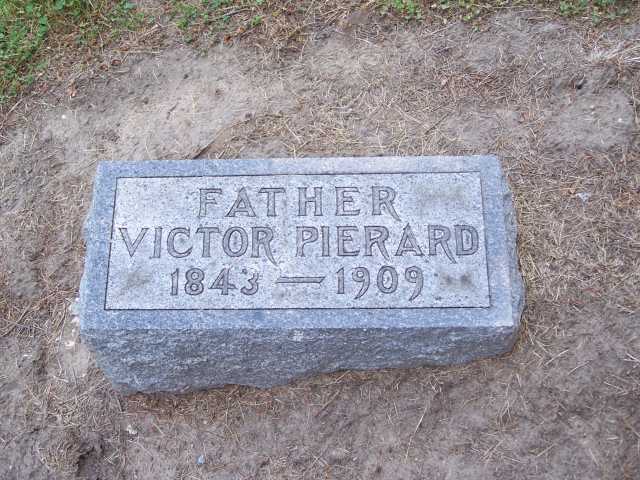 FATHER
VICTOR PIERARD
1843 — 1909